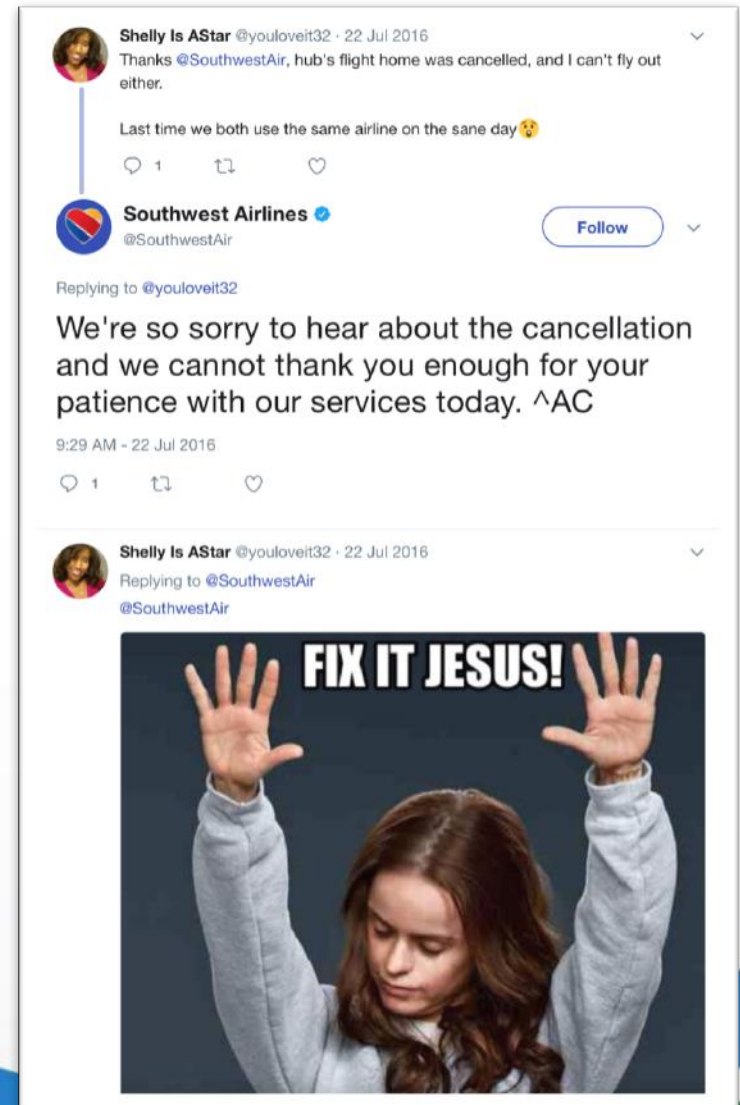 Shelly Is AStar @youloveit32 · 22 Jul 2016
Thanks @SouthwestAir, hub's flight home was cancelled, and I can't fly out
either.
Last time we both use the same airline on the sane day😲
1
Southwest Airlines
@SouthwestAir
Follow
Replying to @youloveit32
We're so sorry to hear about the cancellation
and we cannot thank you enough for your
patience with our services today. ^AC
9:29 AM - 22 Jul 2016
1
Shelly Is AStar @youloveit32 · 22 Jul 2016
Replying to @SouthwestAir
@SouthwestAir
FIX IT JESUS!